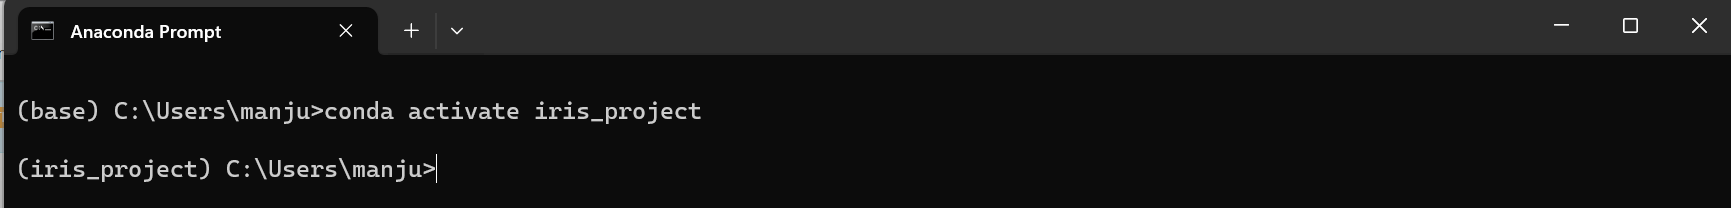 Anaconda Prompt
(base) C:\Users\manju>conda activate iris_project
(iris_project) C:\Users\manju>